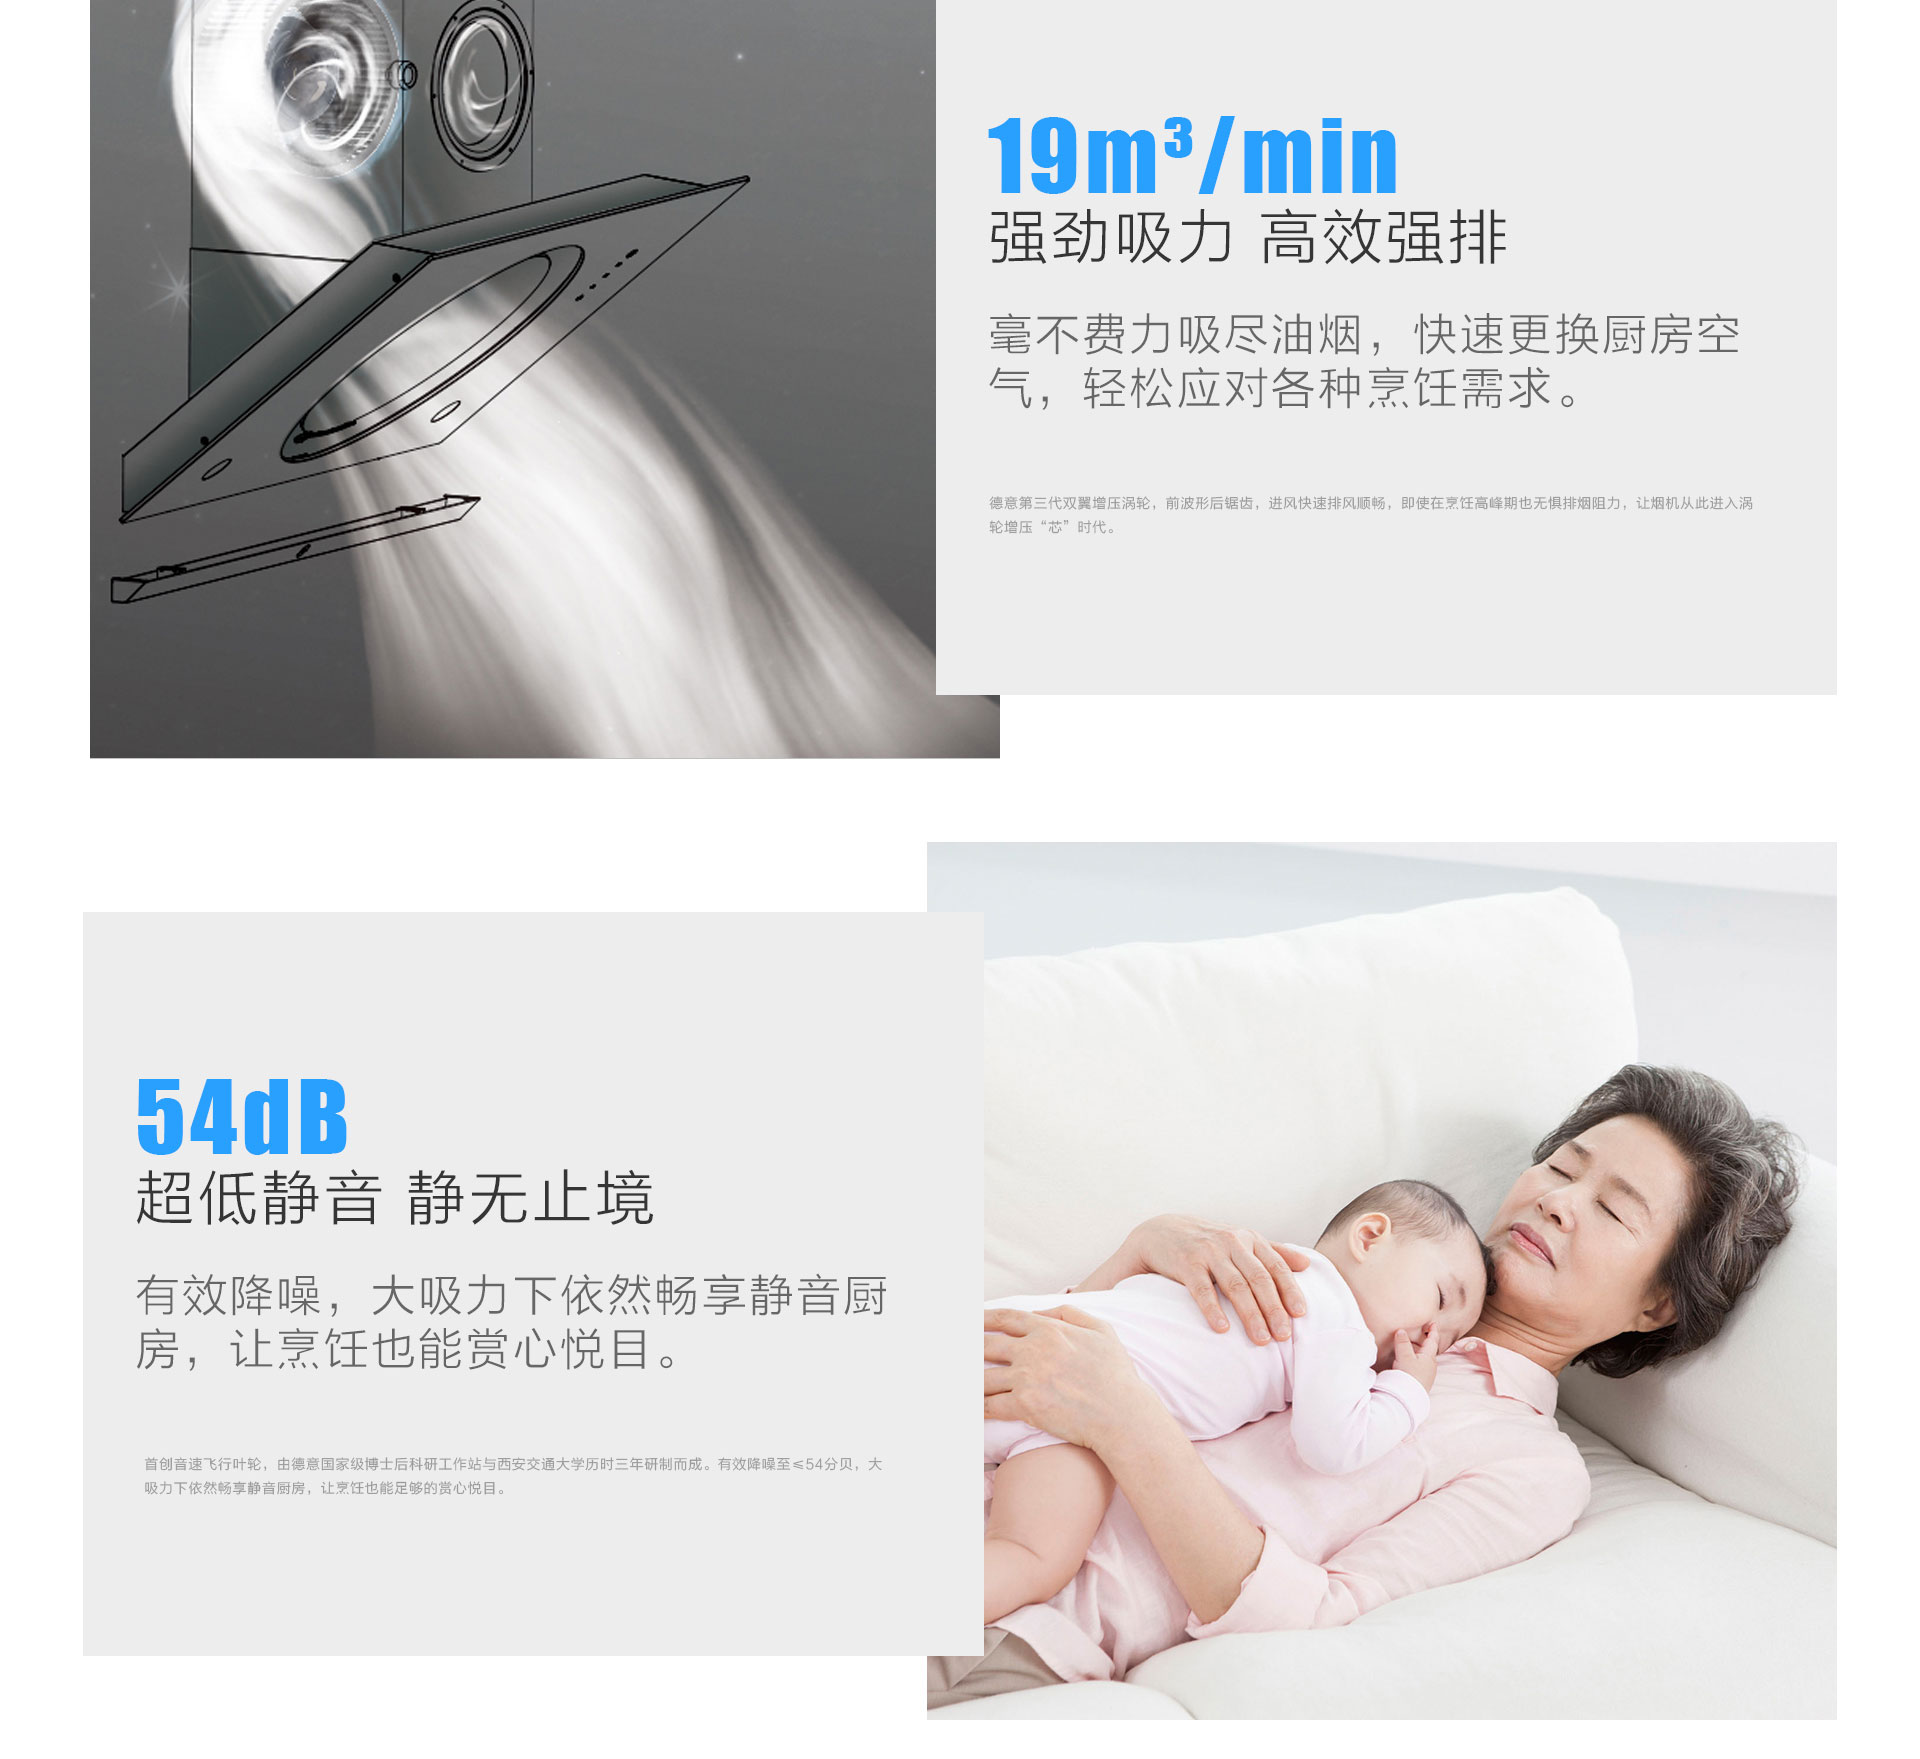 19m³/min
强劲吸力 高效强排
毫不费力吸尽油烟，快速更换厨房空
气，轻松应对各种烹饪需求。
德意第三代双翼增压涡轮，前波形后锯齿，进风快速排风顺畅，即使在烹饪高峰期也无惧排烟阻力，让烟机从此进入涡
轮增压“芯”时代。
54dB
超低静音 静无止境
有效降噪，大吸力下依然畅享静音厨
房，让烹饪也能赏心悦目。
首创音速飞行叶轮，由德意国家级博士后科研工作站与西安交通大学历时三年研制而成。有效降噪至≤54分贝，大
吸力下依然畅享静音厨房，让烹饪也能足够的赏心悦目。